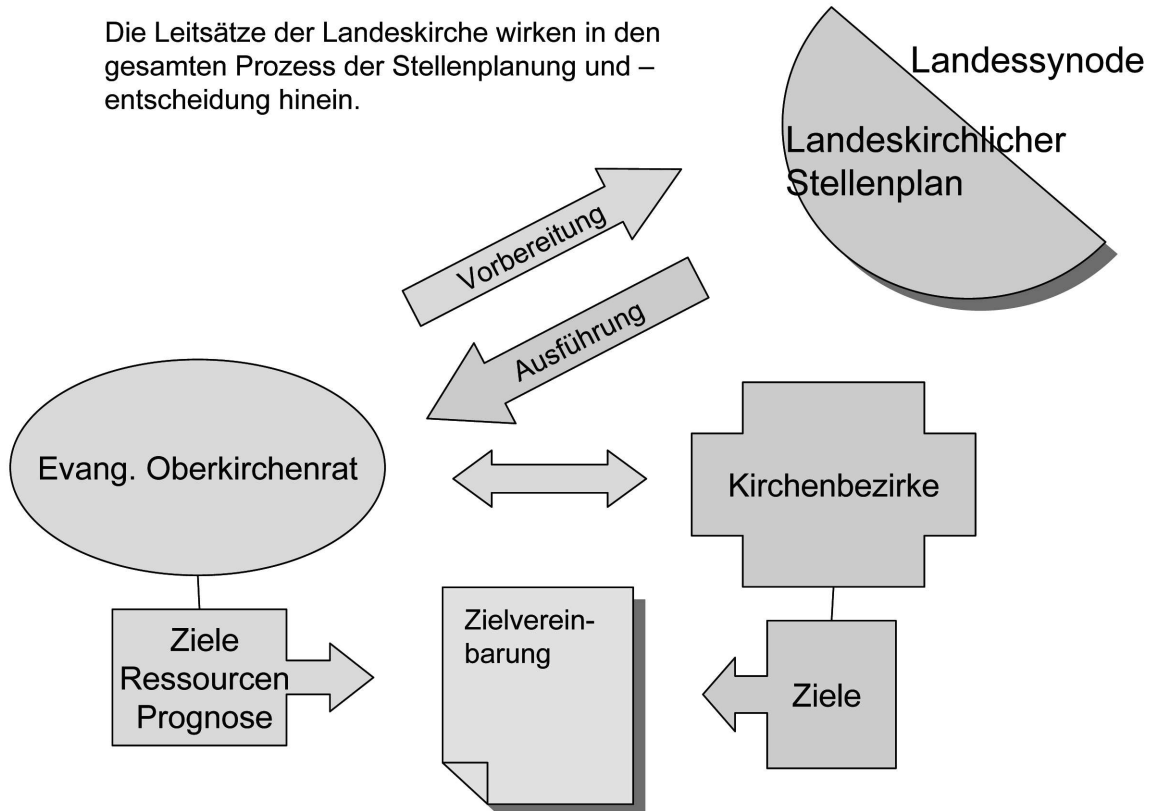 Die Leitsätze der Landeskirche wirken in den
gesamten Prozess der Stellenplanung und –
entscheidung hinein.
Landessynode
Landeskirchlicher
Stellenplan
Vorbereitung
Ausführung
Evang. Oberkirchenrat
Kirchenbezirke
Ziele
Ressourcen
Prognose
Zielverein-
barung
Ziele